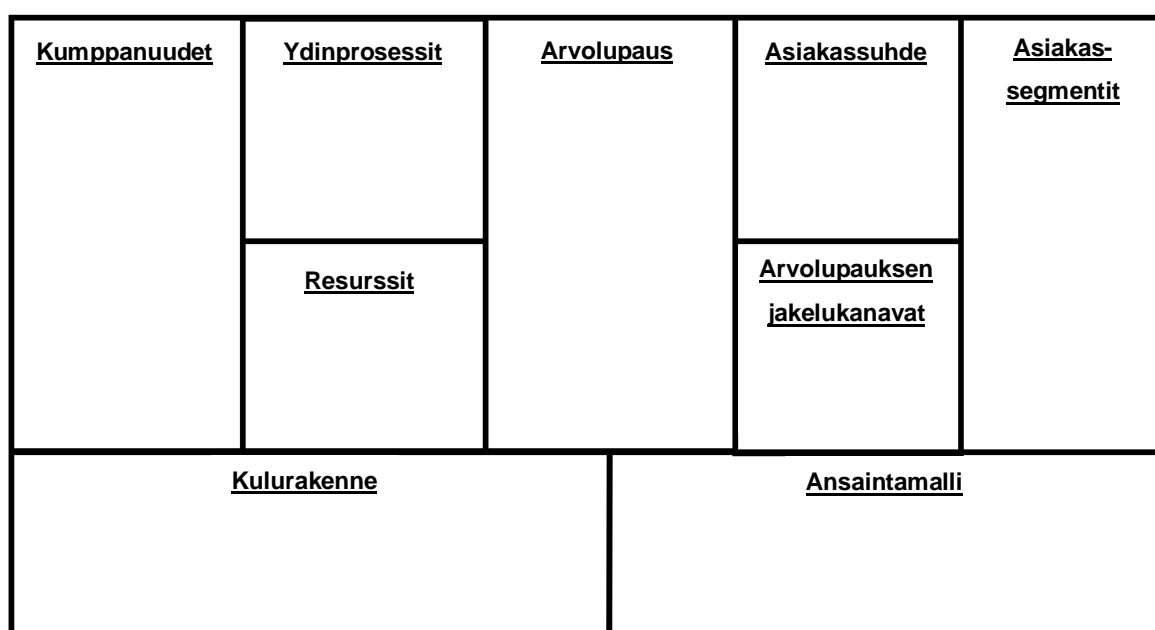 Kumppanuudet
Ydinprosessit
Resurssit
Arvolupaus
Asiakassuhde
Arvolupauksen
jakelukanavat
Asiakas-
segmentit
Kulurakenne
Ansaintamalli